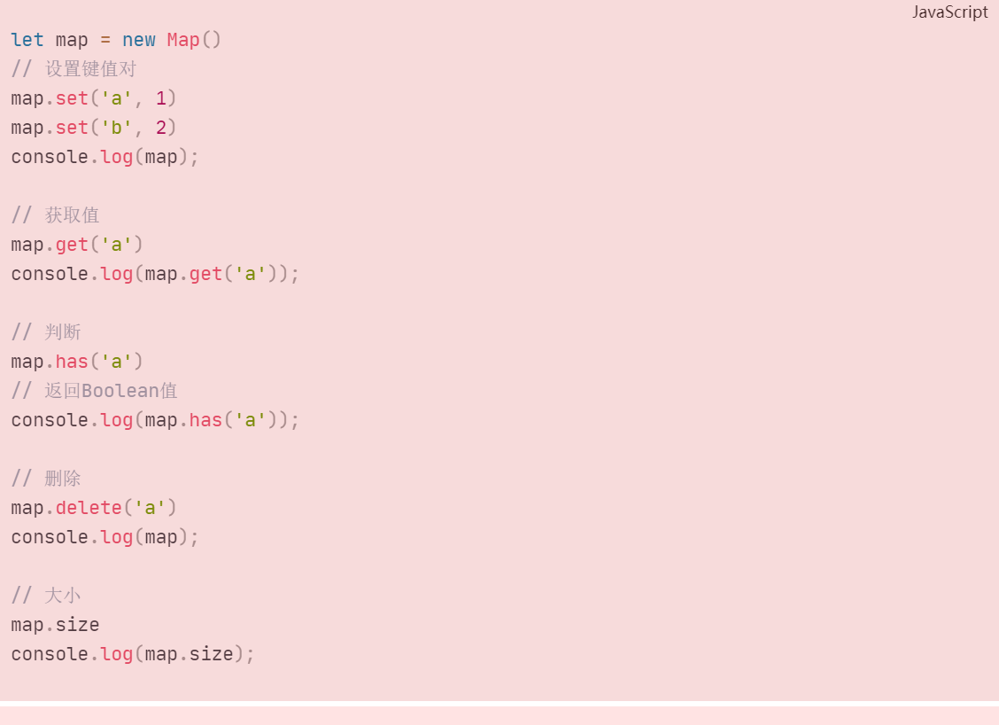 JavaScript
let map = new Map()
// 设置键值对
map.set('a', 1)
map.set('b', 2)
console.log(map);
// 获取值
map.get('a')
console.log(map.get('a'));
// 判断
map.has('a')
// 返回Boolean值
console.log(map.has('a'));
// 删除
map.delete('a')
console.log(map);
// 大小
map.size
console.log(map.size);